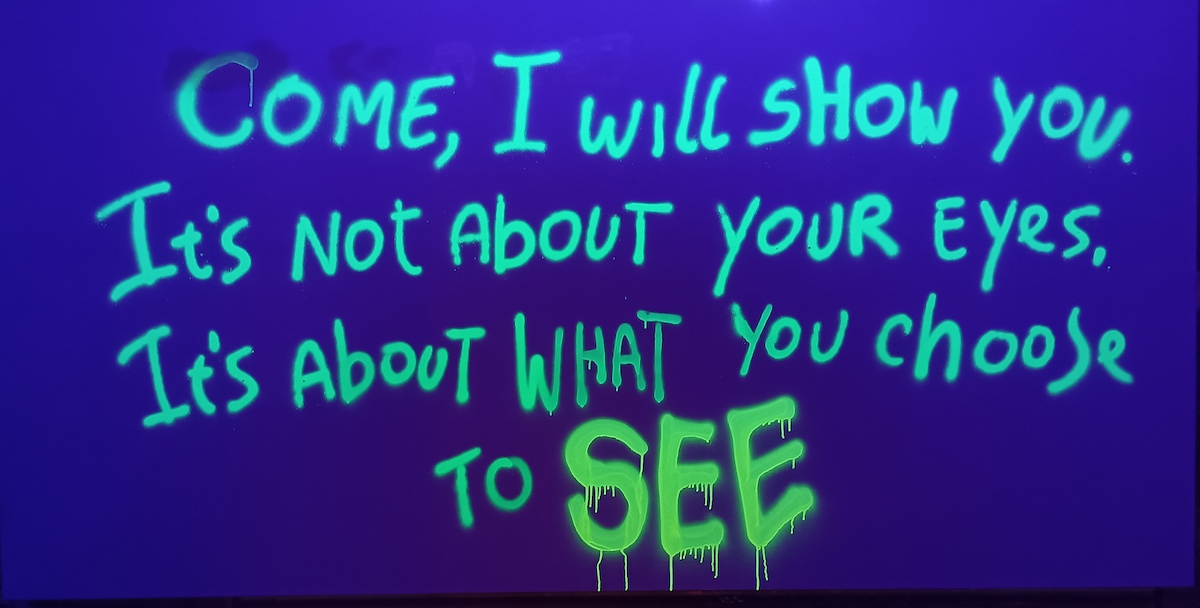 COME, I will SHOW YOU.
It's NOt AbOUT YOUR EYes.
It's AboUT WHAT YOU choose
TO SEE